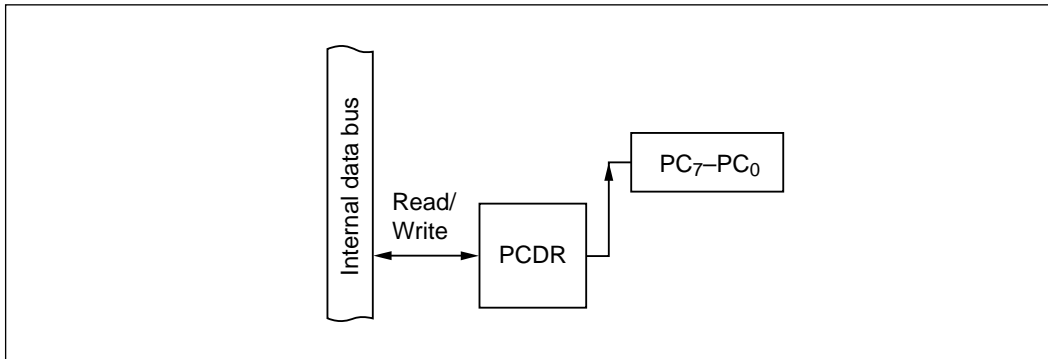 Internal data bus
Read/
Write
PCDR
PC7–PC0